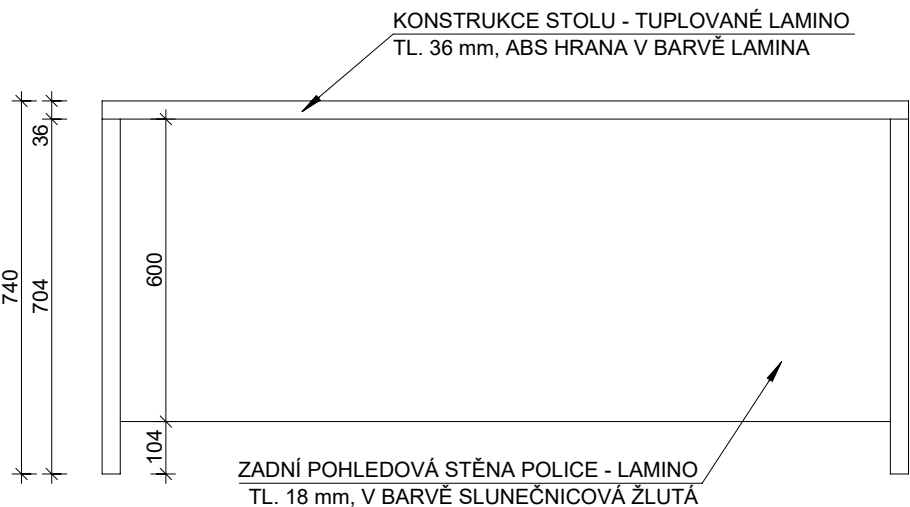 KONSTRUKCE STOLU - TUPLOVANÉ LAMINO
TL. 36 mm, ABS HRANA V BARVĚ LAMINA
36
740
704
600
104
ZADNÍ POHLEDOVÁ STĚNA POLICE - LAMINO
TL. 18 mm, V BARVĚ SLUNEČNICOVÁ ŽLUTÁ